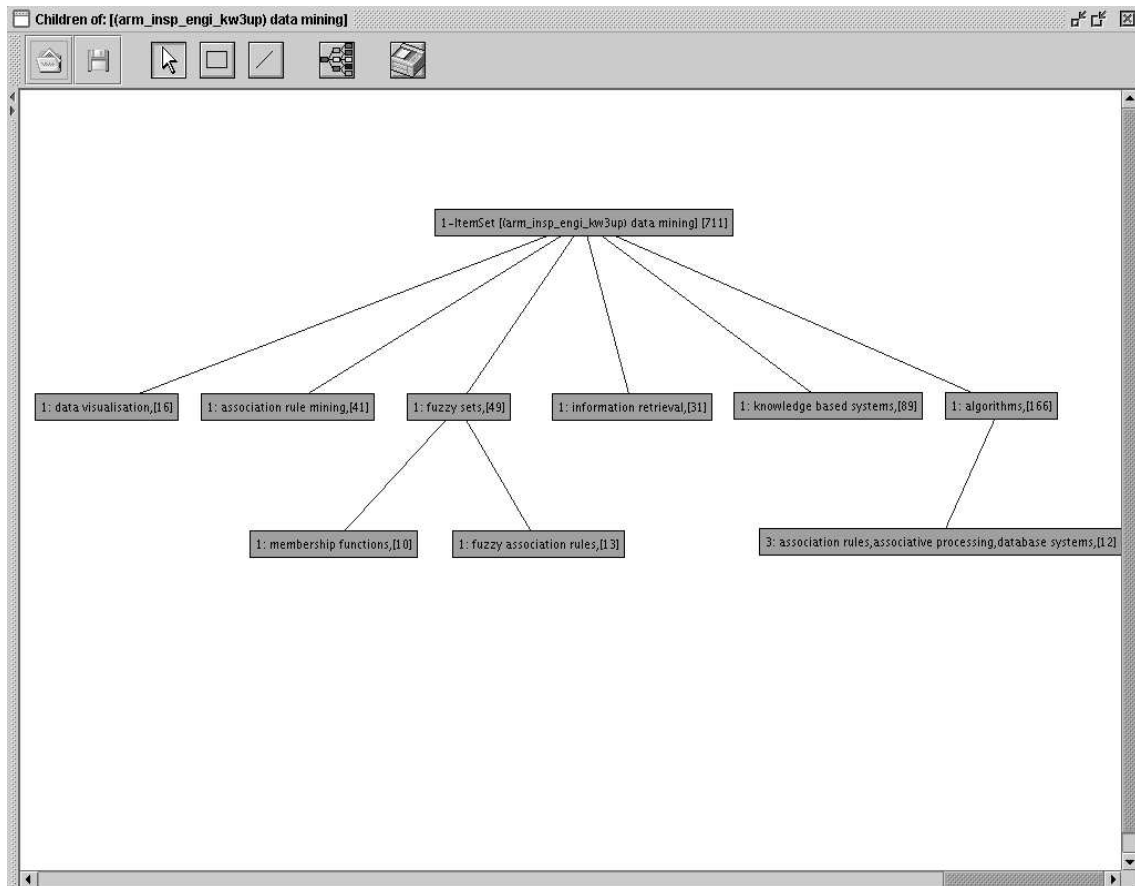 Children of: [(arm_insp_engi_kw3up) data mining]
1-ItemSet [(arm_insp_engi_kw3up) data mining] [711]
1: data visualisation,[16]
1: association rule mining,[41]
1: fuzzy sets,[49]
1: information retrieval,[31]
1: knowledge based systems,[89]
1: algorithms,[166]
1: membership functions,[10]
1: fuzzy association rules,[13]
3: association rules,associative processing,database systems,[12]